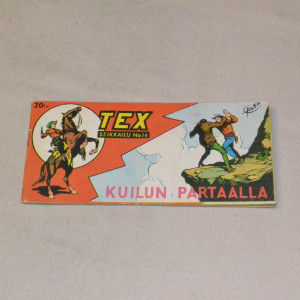 20:-
TEX
SEIKKAILU No 14
KUILUN PARTAALLA